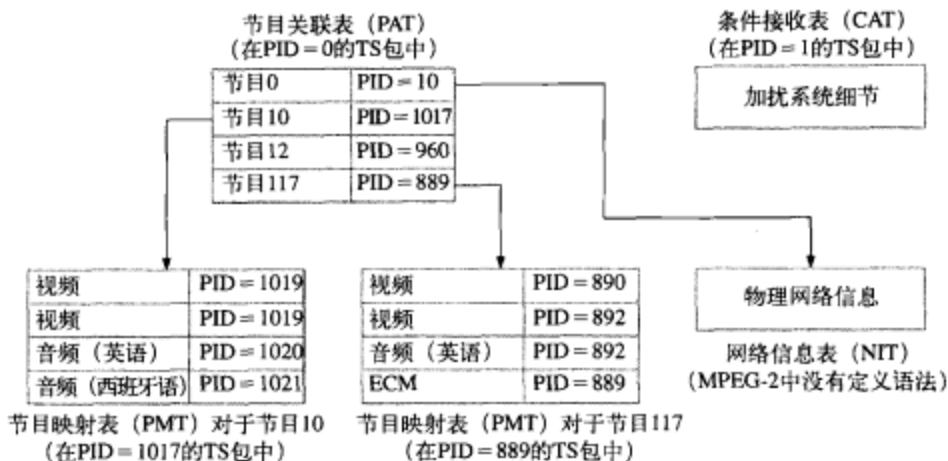 节目关联表（PAT）
（在PID＝0的TS包中）
节目0 PID＝10
节目10 PID＝1017
节目12 PID＝960
节目117 PID＝889
条件接收表（CAT）
（在PID＝1的TS包中）
加扰系统细节
视频 PID＝1019
视频 PID＝1019
音频（英语） PID＝1020
音频（西班牙语） PID＝1021
节目映射表（PMT）对于节目10
（在PID＝1017的TS包中）
视频 PID＝890
视频 PID＝892
音频（英语） PID＝892
ECM PID＝889
节目映射表（PMT）对于节目117
（在PID＝889的TS包中）
物理网络信息
网络信息表（NIT）
（MPEG-2中没有定义语法）